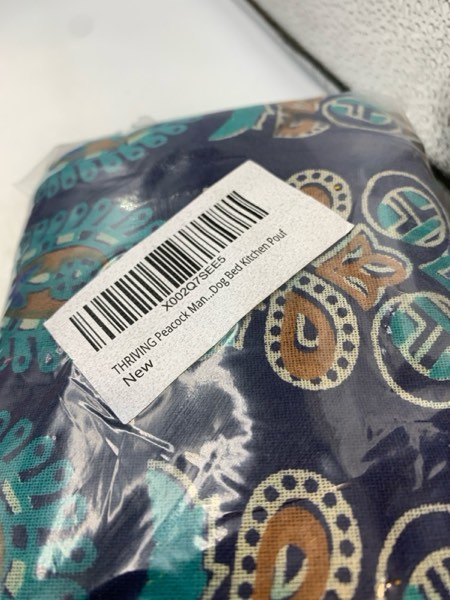 X002Q7SEE5
THRIVING Peacock Man...Dog Bed Kitchen Pouf
New